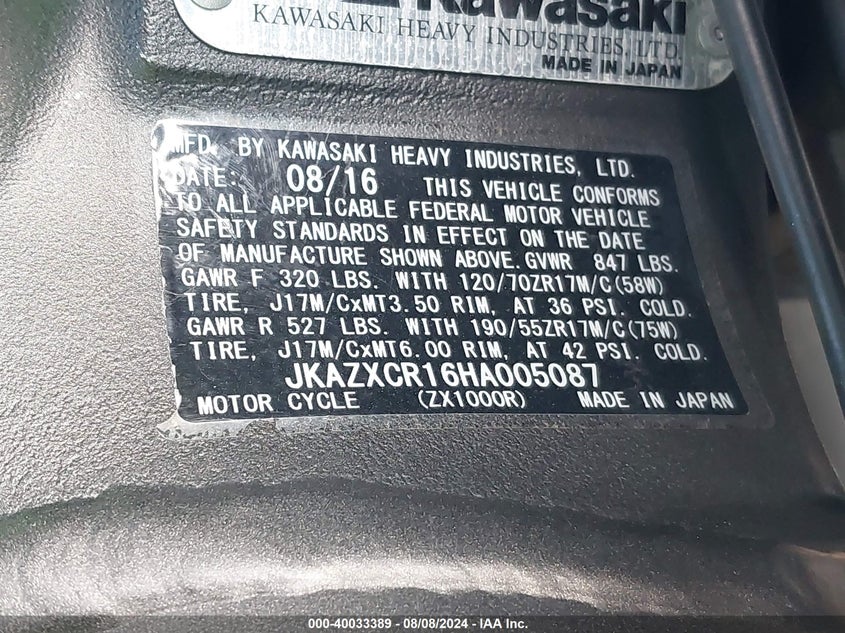 Kawasaki
KAWASAKI HEAVY INDUSTRIES, LTD.
MADE IN JAPAN
MFD. BY KAWASAKI HEAVY INDUSTRIES, LTD.
DATE: 08/16 THIS VEHICLE CONFORMS
TO ALL APPLICABLE FEDERAL MOTOR VEHICLE
SAFETY STANDARDS IN EFFECT ON THE DATE
OF MANUFACTURE SHOWN ABOVE. GVWR 847 LBS.
GAWR F 320 LBS. WITH 120/70ZR17M/C(58W)
TIRE, J17M/CxMT3.50 RIM, AT 36 PSI. COLD.
GAWR R 527 LBS. WITH 190/55ZR17M/C(75W)
TIRE, J17M/CxMT6.00 RIM, AT 42 PSI. COLD.
JKAZXCR16HA005087
MOTOR CYCLE (ZX1000R) MADE IN JAPAN
000-40033389 - 08/08/2024 - IAA Inc.